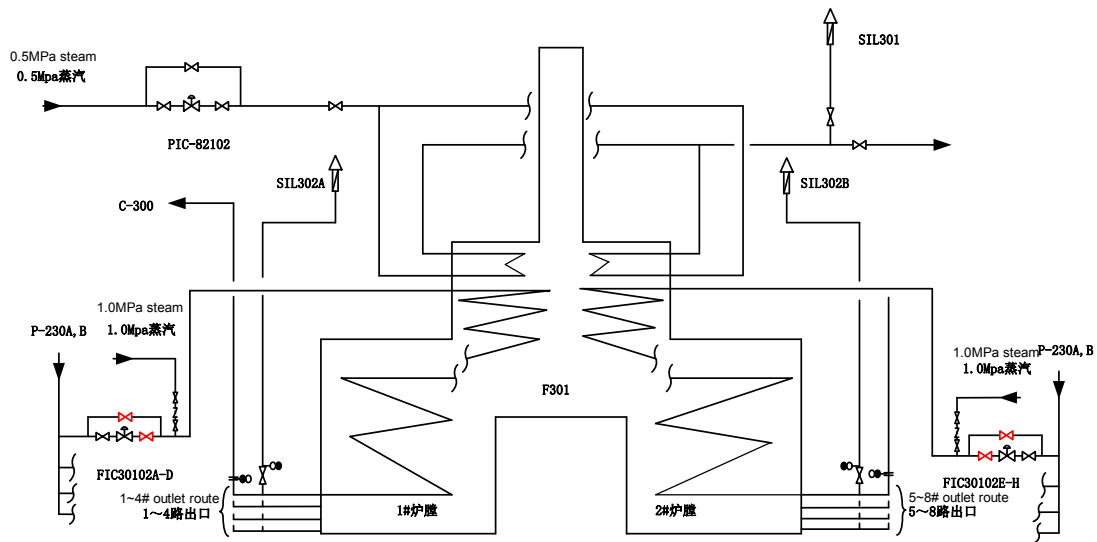 SIL301
0.5MPa steam
0.5Mpa蒸汽
PIC-82102
SIL302A
SIL302B
C-300
1.0MPa steam
1.0Mpa蒸汽
P-230A,B
P-230A,B
1.0MPa steam
1.0Mpa蒸汽
F301
FIC30102A-D
FIC30102E-H
1~4# outlet route
1～4路出口
1#炉膛
2#炉膛
5~8# outlet route
5～8路出口